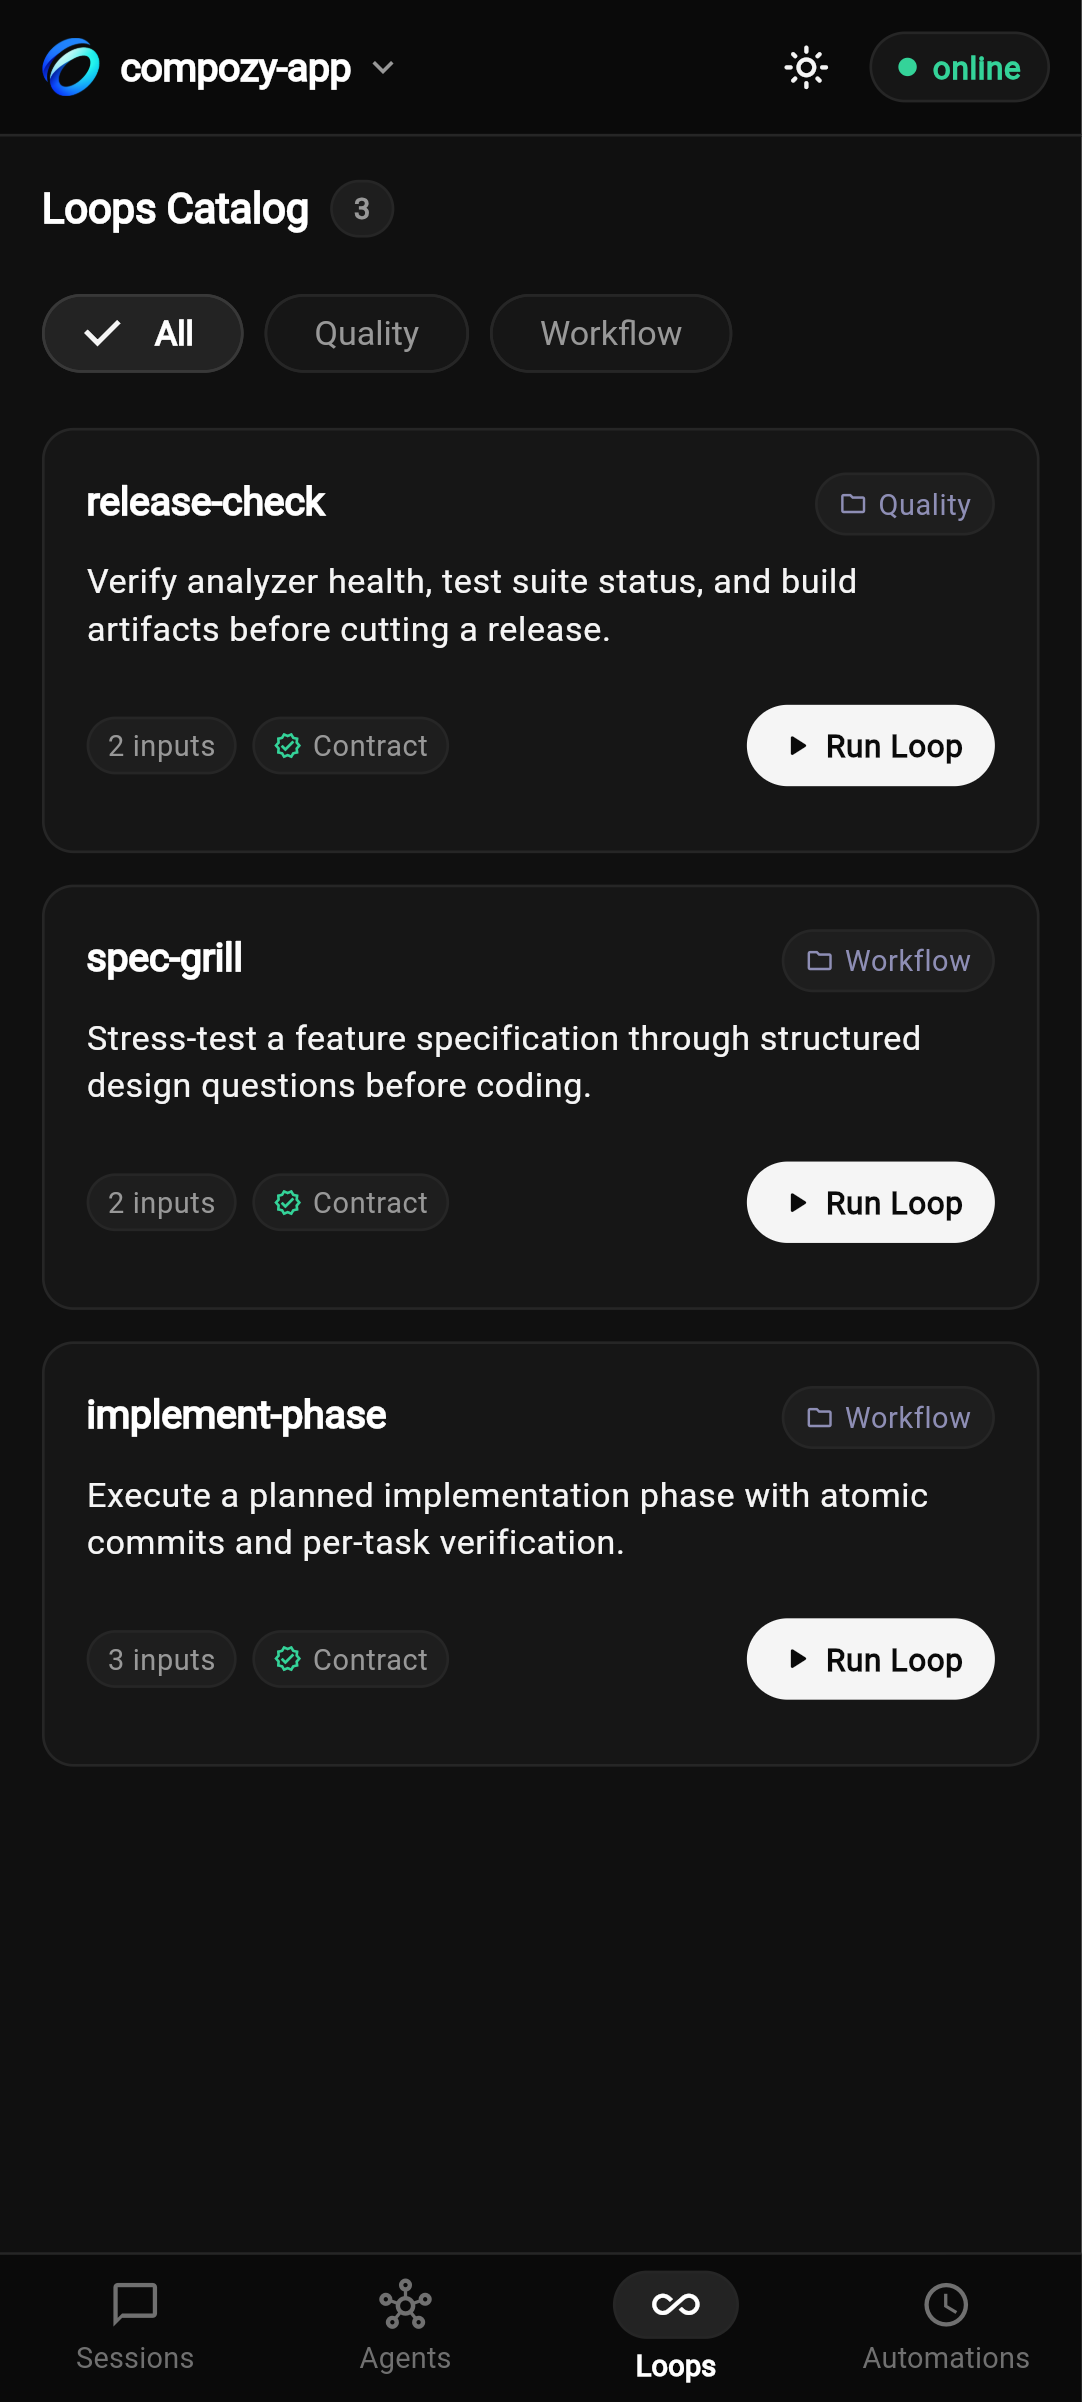 compozy-app
online
Loops Catalog 3
All
Quality
Workflow
release-check
Quality
Verify analyzer health, test suite status, and build
artifacts before cutting a release.
2 inputs
Contract
Run Loop
spec-grill
Workflow
Stress-test a feature specification through structured
design questions before coding.
2 inputs
Contract
Run Loop
implement-phase
Workflow
Execute a planned implementation phase with atomic
commits and per-task verification.
3 inputs
Contract
Run Loop
Sessions
Agents
Loops
Automations